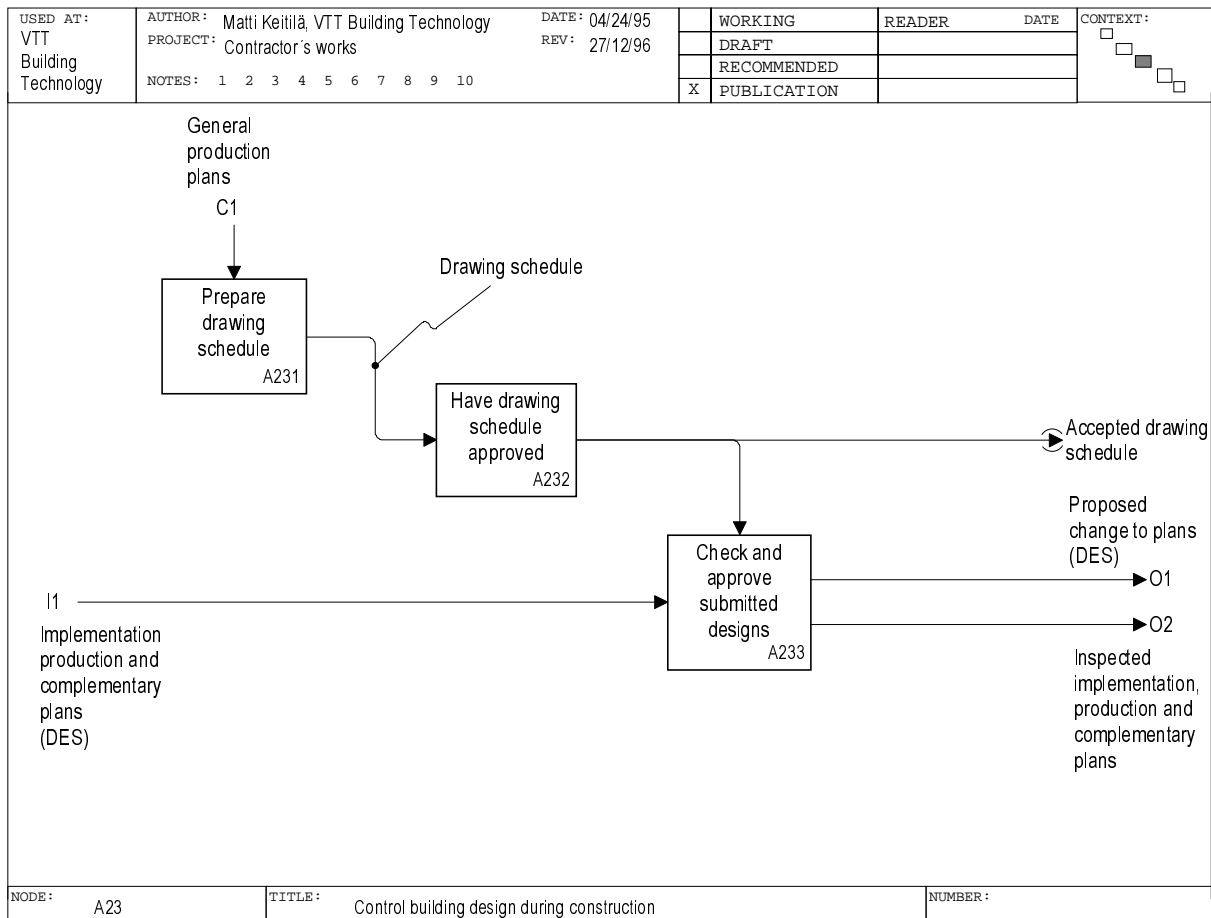 USED AT:
VTT
Building
Technology
AUTHOR: Matti Keitilä, VTT Building Technology
PROJECT: Contractor´s works
NOTES: 1 2 3 4 5 6 7 8 9 10
DATE: 04/24/95
REV: 27/12/96
WORKING
DRAFT
RECOMMENDED
X PUBLICATION
READER DATE
CONTEXT:
General
production
plans
C1
Drawing schedule
Prepare
drawing
schedule
A231
Have drawing
schedule
approved
A232
Accepted drawing
schedule
Proposed
change to plans
(DES)
Check and
approve
submitted
designs
A233
O1
O2
I1
Implementation
production and
complementary
plans
(DES)
Inspected
implementation,
production and
complementary
plans
NODE: A23
TITLE: Control building design during construction
NUMBER: